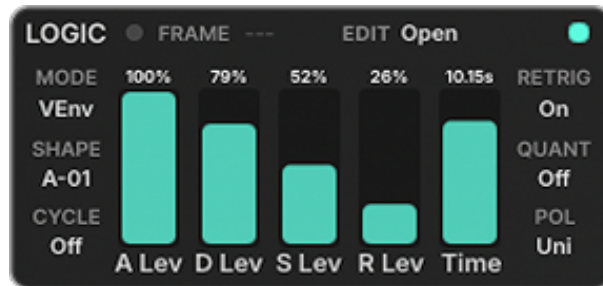 LOGIC FRAME --- EDIT Open
MODE 100% 79% 52% 26% 10.15s RETRIG
VEnv On
SHAPE QUANT
A-01 Off
CYCLE POL
Off Uni
A Lev D Lev S Lev R Lev Time